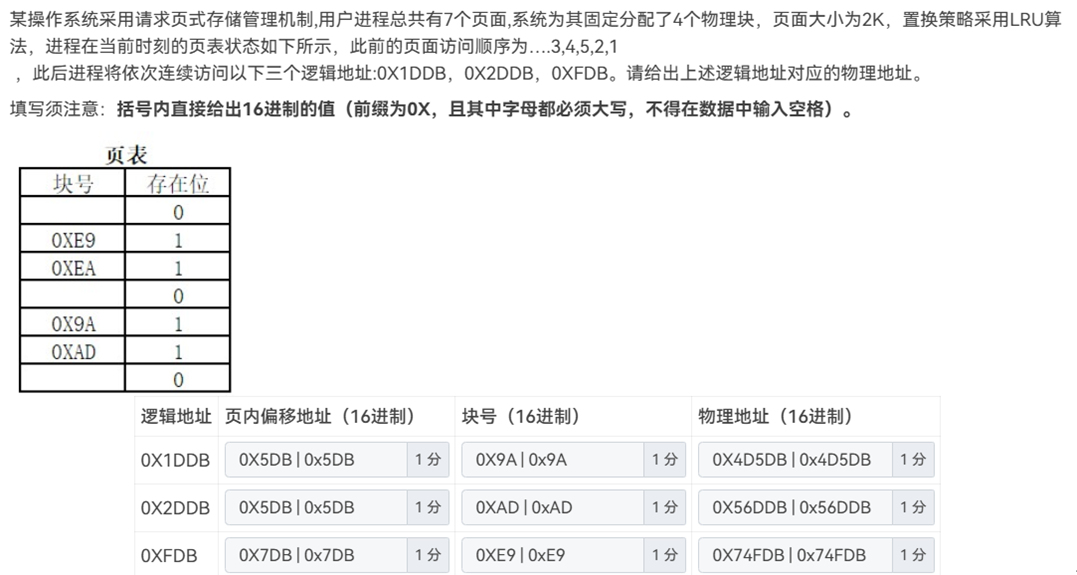 某操作系统采用请求页式存储管理机制,用户进程总共有7个页面,系统为其固定分配了4个物理块，页面大小为2K，置换策略采用LRU算
法，进程在当前时刻的页表状态如下所示，此前的页面访问顺序为....3,4,5,2,1
，此后进程将依次连续访问以下三个逻辑地址:0X1DDB，0X2DDB，0XFDB。请给出上述逻辑地址对应的物理地址。
填写须注意：括号内直接给出16进制的值（前缀为0X，且其中字母都必须大写，不得在数据中输入空格）。
页表
块号 存在位
0
0XE9 1
0XEA 1
0
0X9A 1
0XAD 1
0
逻辑地址 页内偏移地址（16进制） 块号（16进制） 物理地址（16进制）
0X1DDB 0X5DB | 0x5DB 1 分 0X9A | 0x9A 1 分 0X4D5DB | 0x4D5DB 1 分
0X2DDB 0X5DB | 0x5DB 1 分 0XAD | 0xAD 1 分 0X56DDB | 0x56DDB 1 分
0XFDB 0X7DB | 0x7DB 1 分 0XE9 | 0xE9 1 分 0X74FDB | 0x74FDB 1 分